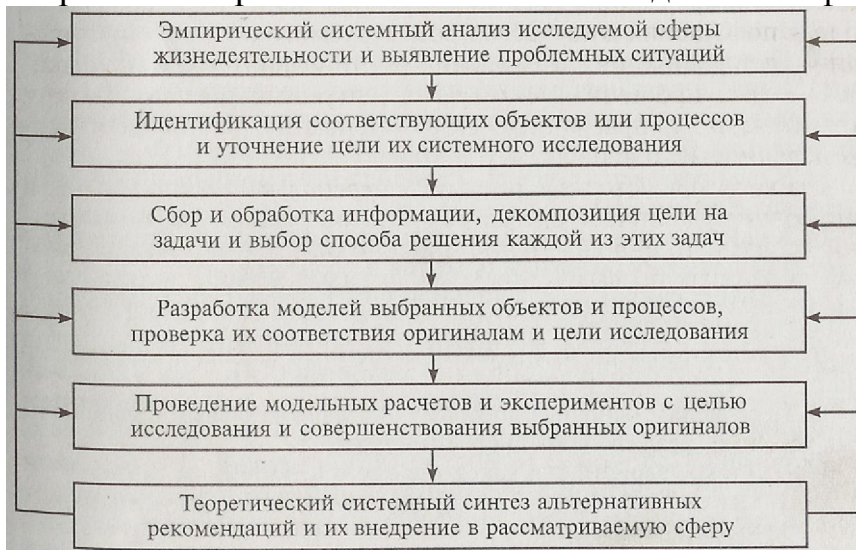 Эмпирический системный анализ исследуемой сферы
жизнедеятельности и выявление проблемных ситуаций
Идентификация соответствующих объектов или процессов
и уточнение цели их системного исследования
Сбор и обработка информации, декомпозиция цели на
задачи и выбор способа решения каждой из этих задач
Разработка моделей выбранных объектов и процессов,
проверка их соответствия оригиналам и цели исследования
Проведение модельных расчетов и экспериментов с целью
исследования и совершенствования выбранных оригиналов
Теоретический системный синтез альтернативных
рекомендаций и их внедрение в рассматриваемую сферу